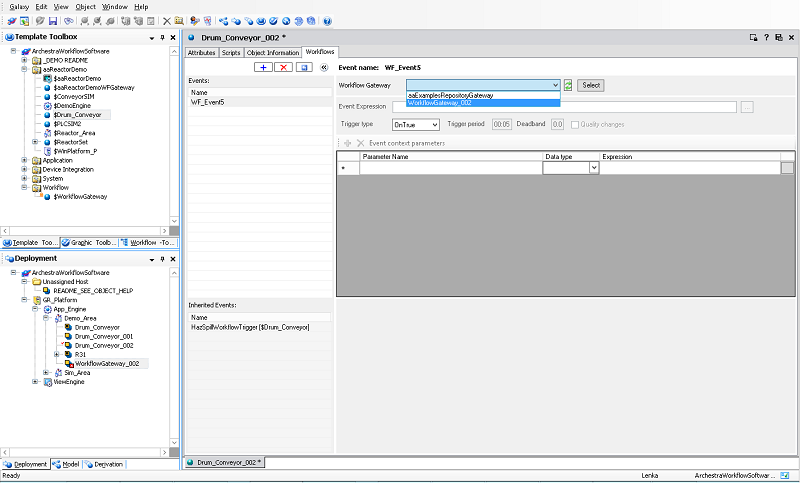 Galaxy Edit Object Window Help
Template Toolbox
ArchestraWorkflowSoftware
_DEMO README
aaReactorDemo
$aaReactorDemo
$aaReactorDemoWFGateway
$ConveyorSIM
$DemoEngine
$Drum_Conveyor
$PLCSIM2
$Reactor_Area
$ReactorSet
$WinPlatform_P
Application
Device Integration
System
Workflow
$WorkflowGateway
Template Too... Graphic Toolb... Workflow -To...
Deployment
ArchestraWorkflowSoftware
Unassigned Host
README_SEE_OBJECT_HELP
GR_Platform
App_Engine
Demo_Area
Drum_Conveyor
Drum_Conveyor_001
Drum_Conveyor_002
R31
WorkflowGateway_002
Sim_Area
ViewEngine
Deployment Model Derivation
Ready
Drum_Conveyor_002 *
Attributes Scripts Object Information Workflows
Events:
Name
WF_Event5
Inherited Events:
Name
HazSpillWorkflowTrigger [$Drum_Conveyor]
Event name: WF_Event5
Workflow Gateway Select
aaExamplesRepositoryGateway
WorkflowGateway_002
Event Expression ...
Trigger type OnTrue Trigger period 00:05 Deadband 0.0 Quality changes
Event context parameters
Parameter Name Data type Expression
Drum_Conveyor_002 *
Lenka ArchestraWorkflowSoftwar...